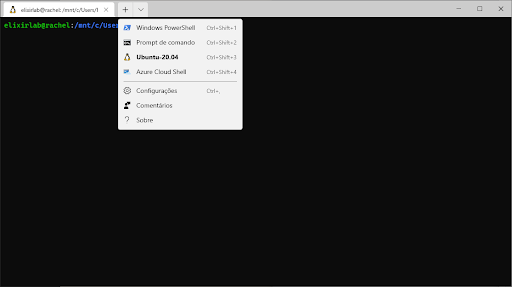 elixirlab@rachel: /mnt/c/Users/
elixirlab@rachel:/mnt/c/Use
Windows PowerShell Ctrl+Shift+1
Prompt de comando Ctrl+Shift+2
Ubuntu-20.04 Ctrl+Shift+3
Azure Cloud Shell Ctrl+Shift+4
Configurações Ctrl+,
Comentários
Sobre